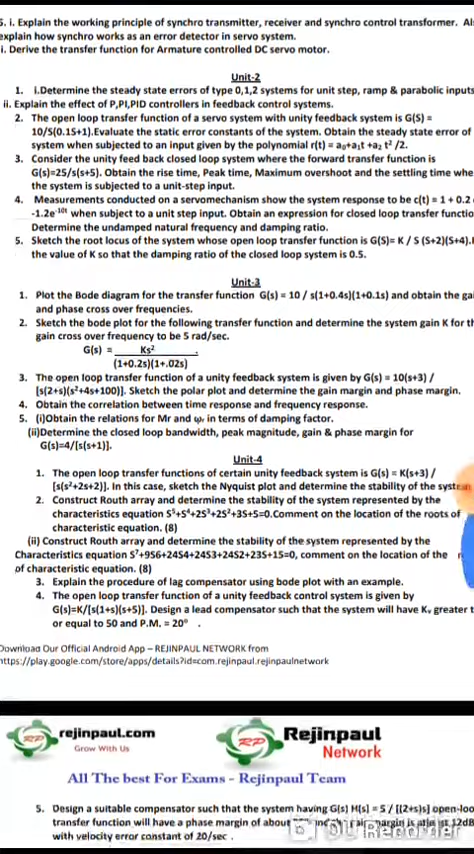 5. i. Explain the working principle of synchro transmitter, receiver and synchro control transformer. Al
explain how synchro works as an error detector in servo system.
i. Derive the transfer function for Armature controlled DC servo motor.
Unit-2
1. i.Determine the steady state errors of type 0,1,2 systems for unit step, ramp & parabolic inputs
ii. Explain the effect of P,PI,PID controllers in feedback control systems.
2. The open loop transfer function of a servo system with unity feedback system is G(S) =
10/S(0.1S+1).Evaluate the static error constants of the system. Obtain the steady state error of
system when subjected to an input given by the polynomial r(t) = a₀+a₁t +a₂ t² /2.
3. Consider the unity feed back closed loop system where the forward transfer function is
G(s)=25/s(s+5). Obtain the rise time, Peak time, Maximum overshoot and the settling time whe
the system is subjected to a unit-step input.
4. Measurements conducted on a servomechanism show the system response to be c(t) = 1 + 0.2
-1.2e⁻¹⁰ᵗ when subject to a unit step input. Obtain an expression for closed loop transfer functio
Determine the undamped natural frequency and damping ratio.
5. Sketch the root locus of the system whose open loop transfer function is G(S)= K / S (S+2)(S+4).
the value of K so that the damping ratio of the closed loop system is 0.5.
Unit-3
1. Plot the Bode diagram for the transfer function G(s) = 10 / s(1+0.4s)(1+0.1s) and obtain the gai
and phase cross over frequencies.
2. Sketch the bode plot for the following transfer function and determine the system gain K for th
gain cross over frequency to be 5 rad/sec.
G(s) = Ks² .
(1+0.2s)(1+.02s)
3. The open loop transfer function of a unity feedback system is given by G(s) = 10(s+3) /
[s(2+s)(s²+4s+100)]. Sketch the polar plot and determine the gain margin and phase margin.
4. Obtain the correlation between time response and frequency response.
5. (i)Obtain the relations for Mr and ψᵣ in terms of damping factor.
(ii)Determine the closed loop bandwidth, peak magnitude, gain & phase margin for
G(s)=4/[s(s+1)].
Unit-4
1. The open loop transfer functions of certain unity feedback system is G(s) = K(s+3) /
[s(s²+2s+2)]. In this case, sketch the Nyquist plot and determine the stability of the system
2. Construct Routh array and determine the stability of the system represented by the
characteristics equation S⁵+S⁴+2S³+2S²+3S+5=0.Comment on the location of the roots of
characteristic equation. (8)
(ii) Construct Routh array and determine the stability of the system represented by the
Characteristics equation S⁷+9S6+24S4+24S3+24S2+23S+15=0, comment on the location of the r
of characteristic equation. (8)
3. Explain the procedure of lag compensator using bode plot with an example.
4. The open loop transfer function of a unity feedback control system is given by
G(s)=K/[s(1+s)(s+5)]. Design a lead compensator such that the system will have Kᵥ greater t
or equal to 50 and P.M. = 20° .
Download Our Official Android App – REJINPAUL NETWORK from
https://play.google.com/store/apps/details?id=com.rejinpaul.rejinpaulnetwork
RP rejinpaul.com
Grow With Us
RP Rejinpaul
Network
All The best For Exams - Rejinpaul Team
5. Design a suitable compensator such that the system having G(s) H(s) = 5 / [(2+s)s] open-loo
transfer function will have a phase margin of about and margin is atleast 12dB
with velocity error constant of 20/sec .
DU Recorder